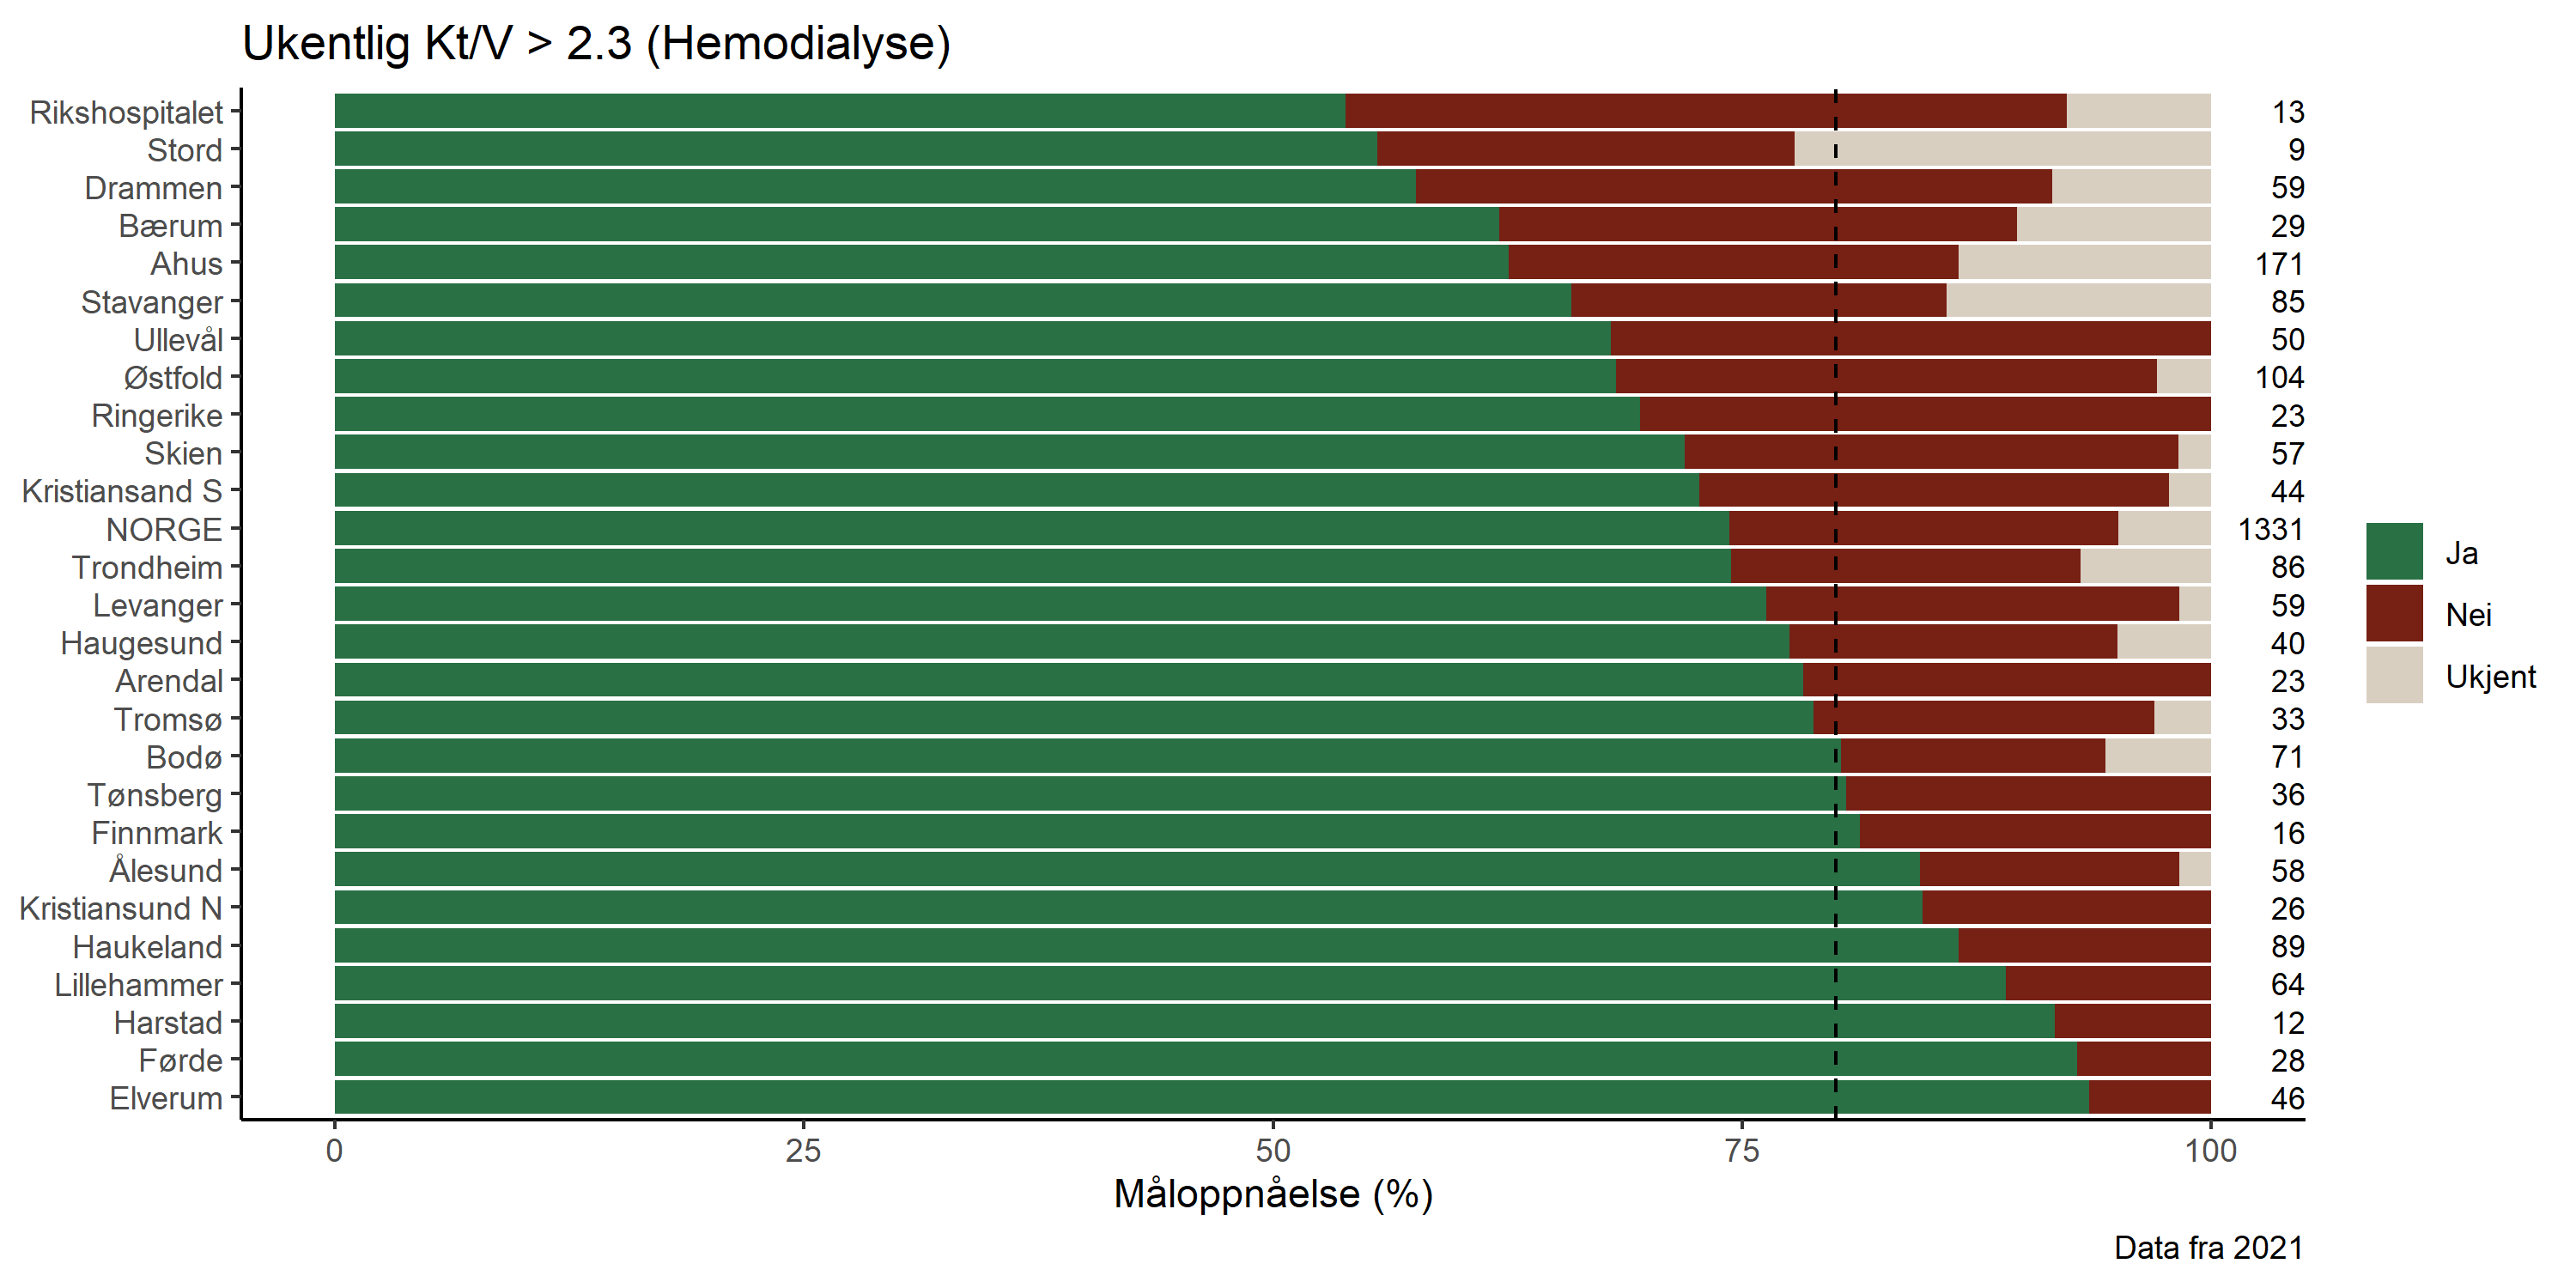 Ukentlig Kt/V > 2.3 (Hemodialyse)
Rikshospitalet 13
Stord 9
Drammen 59
Bærum 29
Ahus 171
Stavanger 85
Ullevål 50
Østfold 104
Ringerike 23
Skien 57
Kristiansand S 44
NORGE 1331
Trondheim 86
Levanger 59
Haugesund 40
Arendal 23
Tromsø 33
Bodø 71
Tønsberg 36
Finnmark 16
Ålesund 58
Kristiansund N 26
Haukeland 89
Lillehammer 64
Harstad 12
Førde 28
Elverum 46
0 25 50 75 100
Måloppnåelse (%)
Ja
Nei
Ukjent
Data fra 2021